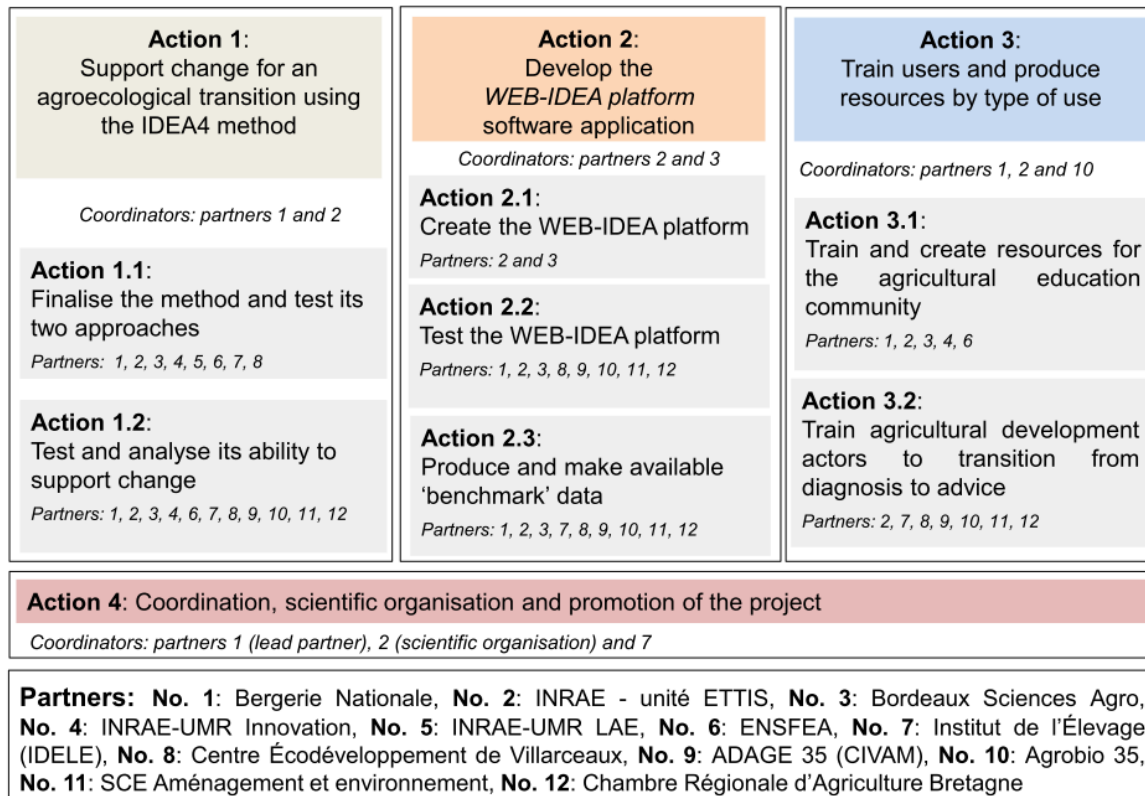 Action 1:
Support change for an
agroecological transition using
the IDEA4 method
Coordinators: partners 1 and 2
Action 1.1:
Finalise the method and test its
two approaches
Partners: 1, 2, 3, 4, 5, 6, 7, 8
Action 1.2:
Test and analyse its ability to
support change
Partners: 1, 2, 3, 4, 6, 7, 8, 9, 10, 11, 12
Action 2:
Develop the
WEB-IDEA platform
software application
Coordinators: partners 2 and 3
Action 2.1:
Create the WEB-IDEA platform
Partners: 2 and 3
Action 2.2:
Test the WEB-IDEA platform
Partners: 1, 2, 3, 8, 9, 10, 11, 12
Action 2.3:
Produce and make available
‘benchmark’ data
Partners: 1, 2, 3, 7, 8, 9, 10, 11, 12
Action 3:
Train users and produce
resources by type of use
Coordinators: partners 1, 2 and 10
Action 3.1:
Train and create resources for
the agricultural education
community
Partners: 1, 2, 3, 4, 6
Action 3.2:
Train agricultural development
actors to transition from
diagnosis to advice
Partners: 2, 7, 8, 9, 10, 11, 12
Action 4: Coordination, scientific organisation and promotion of the project
Coordinators: partners 1 (lead partner), 2 (scientific organisation) and 7
Partners: No. 1: Bergerie Nationale, No. 2: INRAE - unité ETTIS, No. 3: Bordeaux Sciences Agro,
No. 4: INRAE-UMR Innovation, No. 5: INRAE-UMR LAE, No. 6: ENSFEA, No. 7: Institut de l’Élevage
(IDELE), No. 8: Centre Écodéveloppement de Villarceaux, No. 9: ADAGE 35 (CIVAM), No. 10: Agrobio 35,
No. 11: SCE Aménagement et environnement, No. 12: Chambre Régionale d’Agriculture Bretagne